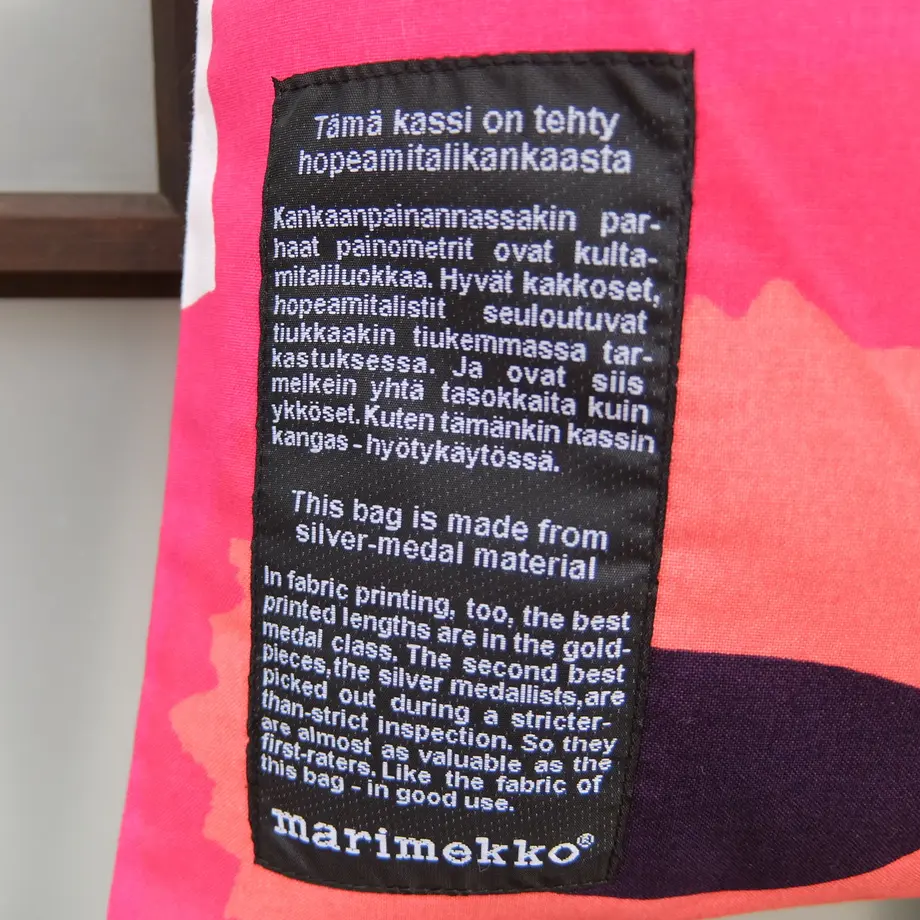 Tämä kassi on tehty
hopeamitalikankaasta
Kankaanpainannassakin par-
haat painometrit ovat kulta-
mitaliluokkaa. Hyvät kakkoset,
hopeamitalistit seuloutuvat
tiukkaakin tiukemmassa tar-
kastuksessa. Ja ovat siis
melkein yhtä tasokkaita kuin
ykköset. Kuten tämänkin kassin
kangas - hyötykäytössä.
This bag is made from
silver-medal material
In fabric printing, too, the best
printed lengths are in the gold-
medal class. The second best
pieces, the silver medallists, are
picked out during a stricter-
than-strict inspection. So they
are almost as valuable as the
first-raters. Like the fabric of
this bag - in good use.
marimekko®